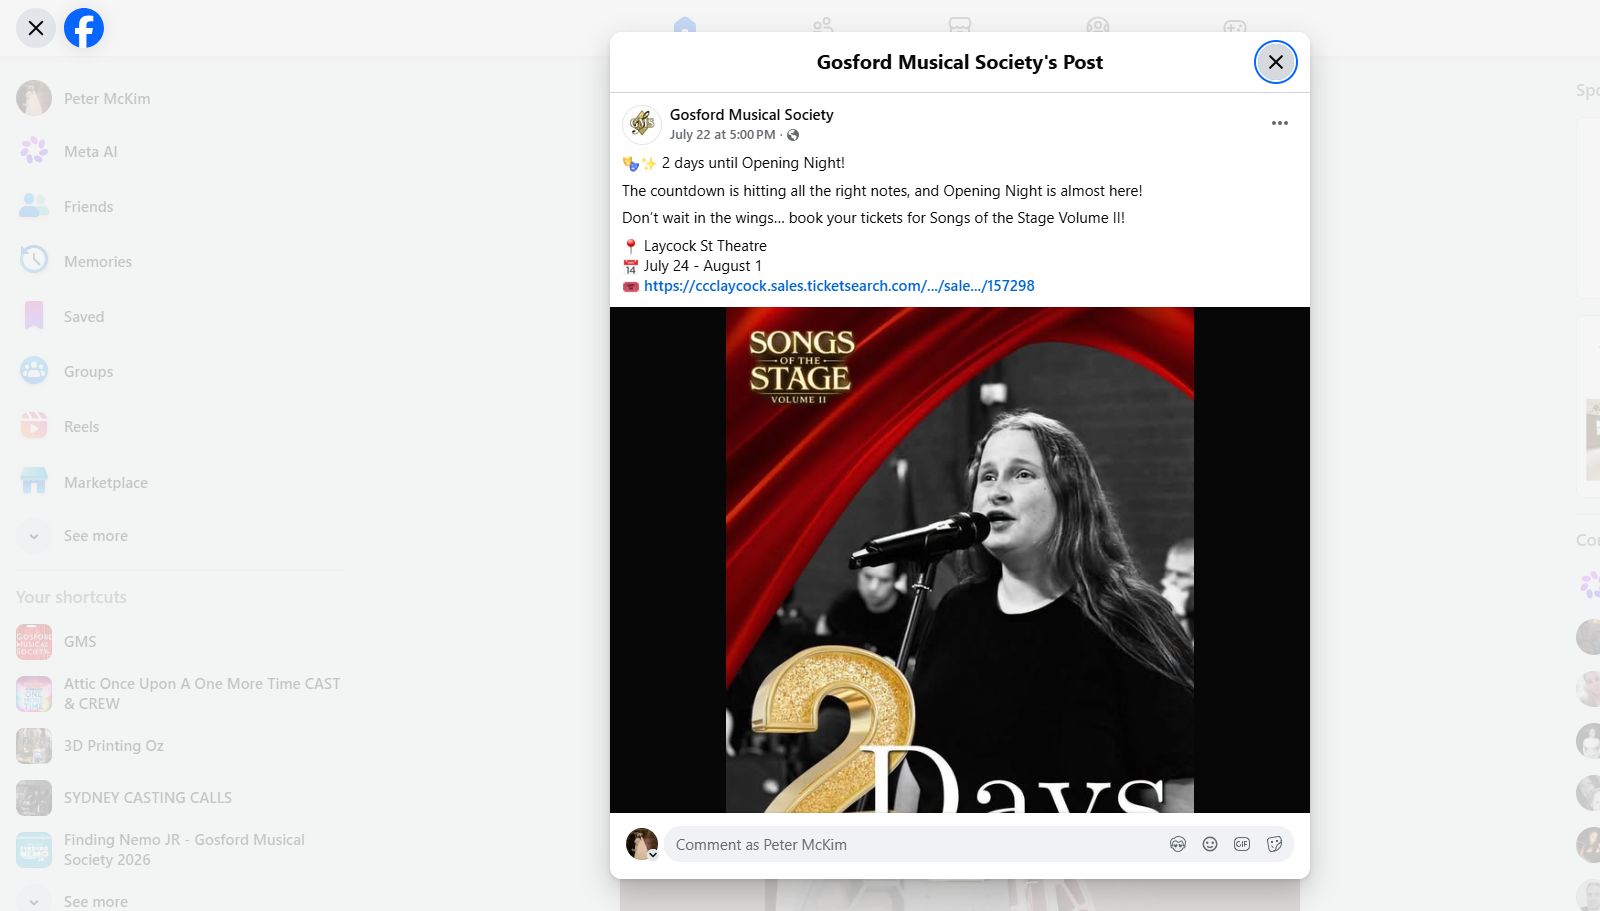 Gosford Musical Society's Post
Gosford Musical Society
July 22 at 5:00 PM ·
2 days until Opening Night!
The countdown is hitting all the right notes, and Opening Night is almost here!
Don't wait in the wings... book your tickets for Songs of the Stage Volume II!
Laycock St Theatre
July 24 - August 1
https://ccclaycock.sales.ticketsearch.com/.../sale.../157298
SONGS
OF THE
STAGE
VOLUME II
2
Days
Comment as Peter McKim
GIF
Peter McKim
Meta AI
Friends
Memories
Saved
Groups
Reels
Marketplace
See more
Your shortcuts
GMS
Attic Once Upon A One More Time CAST
& CREW
3D Printing Oz
SYDNEY CASTING CALLS
Finding Nemo JR - Gosford Musical
Society 2026
See more